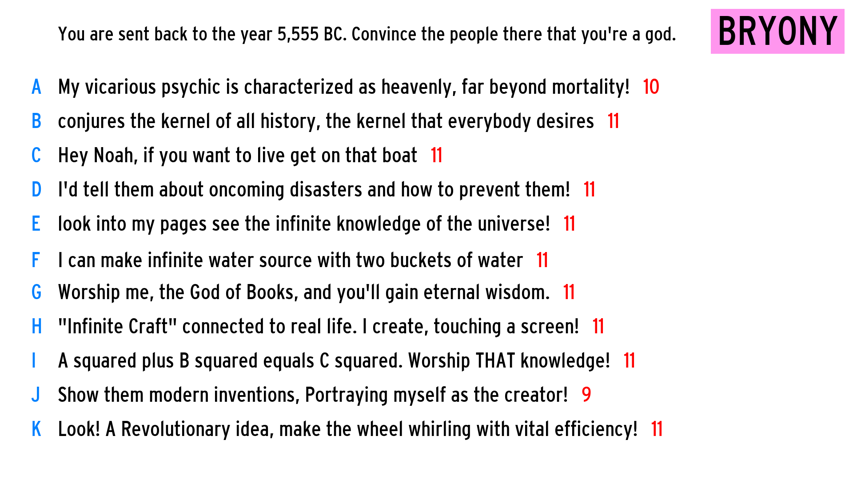 You are sent back to the year 5,555 BC. Convince the people there that you're a god.
BRYONY
A My vicarious psychic is characterized as heavenly, far beyond mortality! 10
B conjures the kernel of all history, the kernel that everybody desires 11
C Hey Noah, if you want to live get on that boat 11
D I'd tell them about oncoming disasters and how to prevent them! 11
E look into my pages see the infinite knowledge of the universe! 11
F I can make infinite water source with two buckets of water 11
G Worship me, the God of Books, and you'll gain eternal wisdom. 11
H "Infinite Craft" connected to real life. I create, touching a screen! 11
I A squared plus B squared equals C squared. Worship THAT knowledge! 11
J Show them modern inventions, Portraying myself as the creator! 9
K Look! A Revolutionary idea, make the wheel whirling with vital efficiency! 11